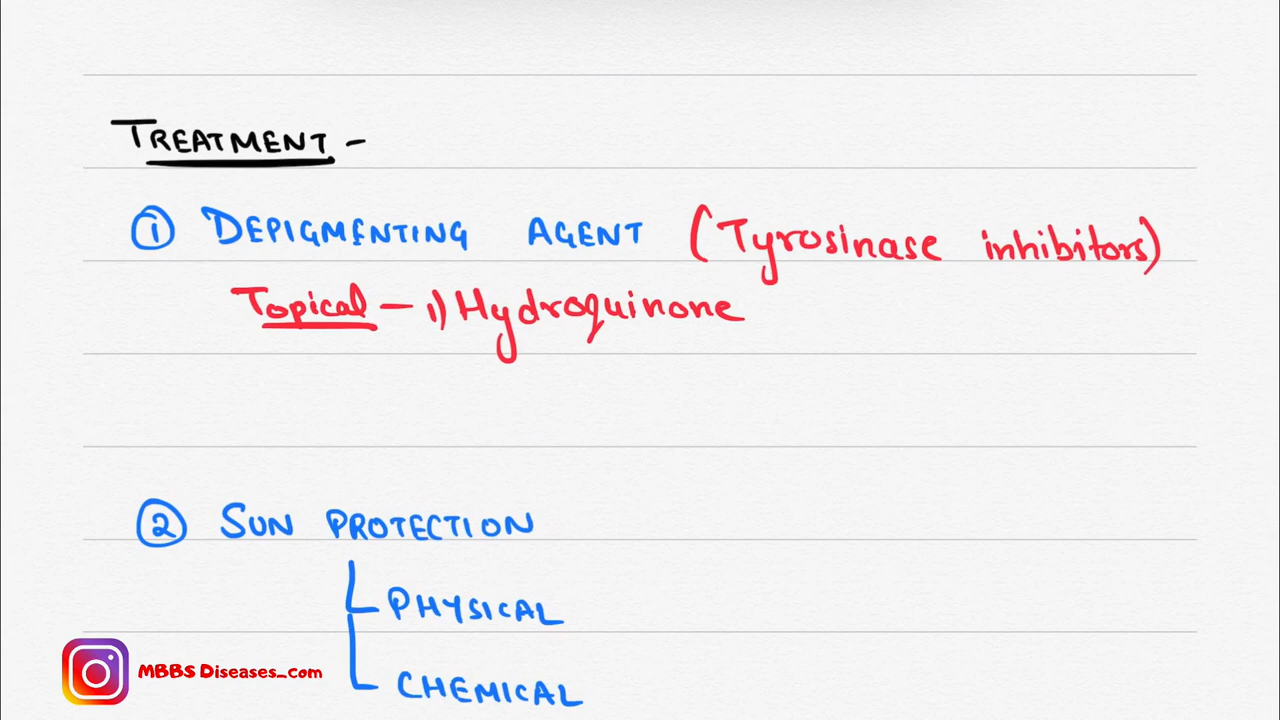 TREATMENT -
① DEPIGMENTING AGENT (Tyrosinase inhibitors)
Topical - 1) Hydroquinone
② SUN PROTECTION
PHYSICAL
CHEMICAL
MBBS Diseases_com